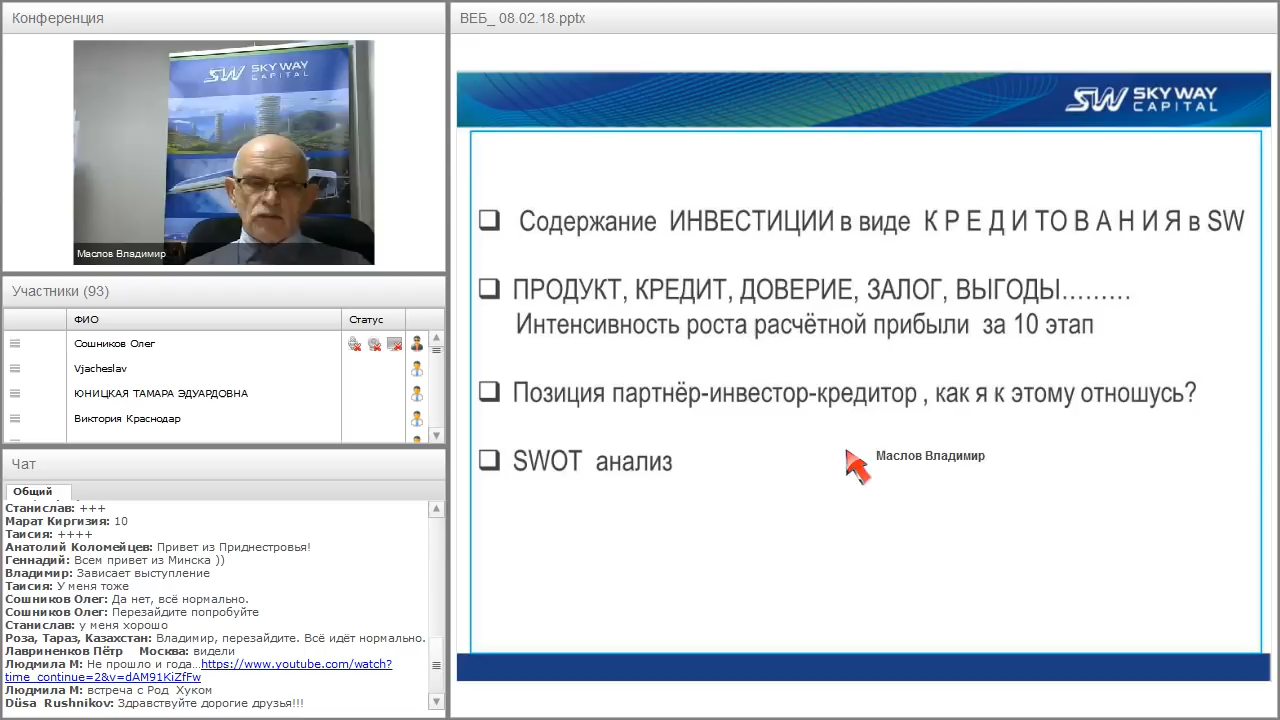 Конференция
SW SKY WAY
CAPITAL
Маслов Владимир
Участники (93)
ФИО
Статус
Сошников Олег
Vjacheslav
ЮНИЦКАЯ ТАМАРА ЭДУАРДОВНА
Виктория Краснодар
Чат
Общий
Станислав: +++
Марат Киргизия: 10
Таисия: ++++
Анатолий Коломейцев: Привет из Приднестровья!
Геннадий: Всем привет из Минска ))
Владимир: Зависает выступление
Таисия: У меня тоже
Сошников Олег: Да нет, всё нормально.
Сошников Олег: Перезайдите попробуйте
Станислав: у меня хорошо
Роза, Тараз, Казахстан: Владимир, перезайдите. Всё идёт нормально.
Лавриненков Пётр Москва: видели
Людмила М: Не прошло и года...https://www.youtube.com/watch?
time_continue=2&v=dAM91KiZfFw
Людмила М: встреча с Род Хуком
Düsa Rushnikov: Здравствуйте дорогие друзья!!!
ВЕБ_ 08.02.18.pptx
SW SKY WAY
CAPITAL
Содержание ИНВЕСТИЦИИ в виде К Р Е Д И Т О В А Н И Я в SW
ПРОДУКТ, КРЕДИТ, ДОВЕРИЕ, ЗАЛОГ, ВЫГОДЫ.........
Интенсивность роста расчётной прибыли за 10 этап
Позиция партнёр-инвестор-кредитор , как я к этому отношусь?
SWOT анализ
Маслов Владимир